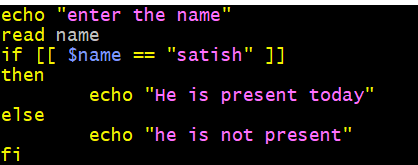 echo "enter the name"
read name
if [[ $name == "satish" ]]
then
        echo "He is present today"
else
        echo "he is not present"
fi